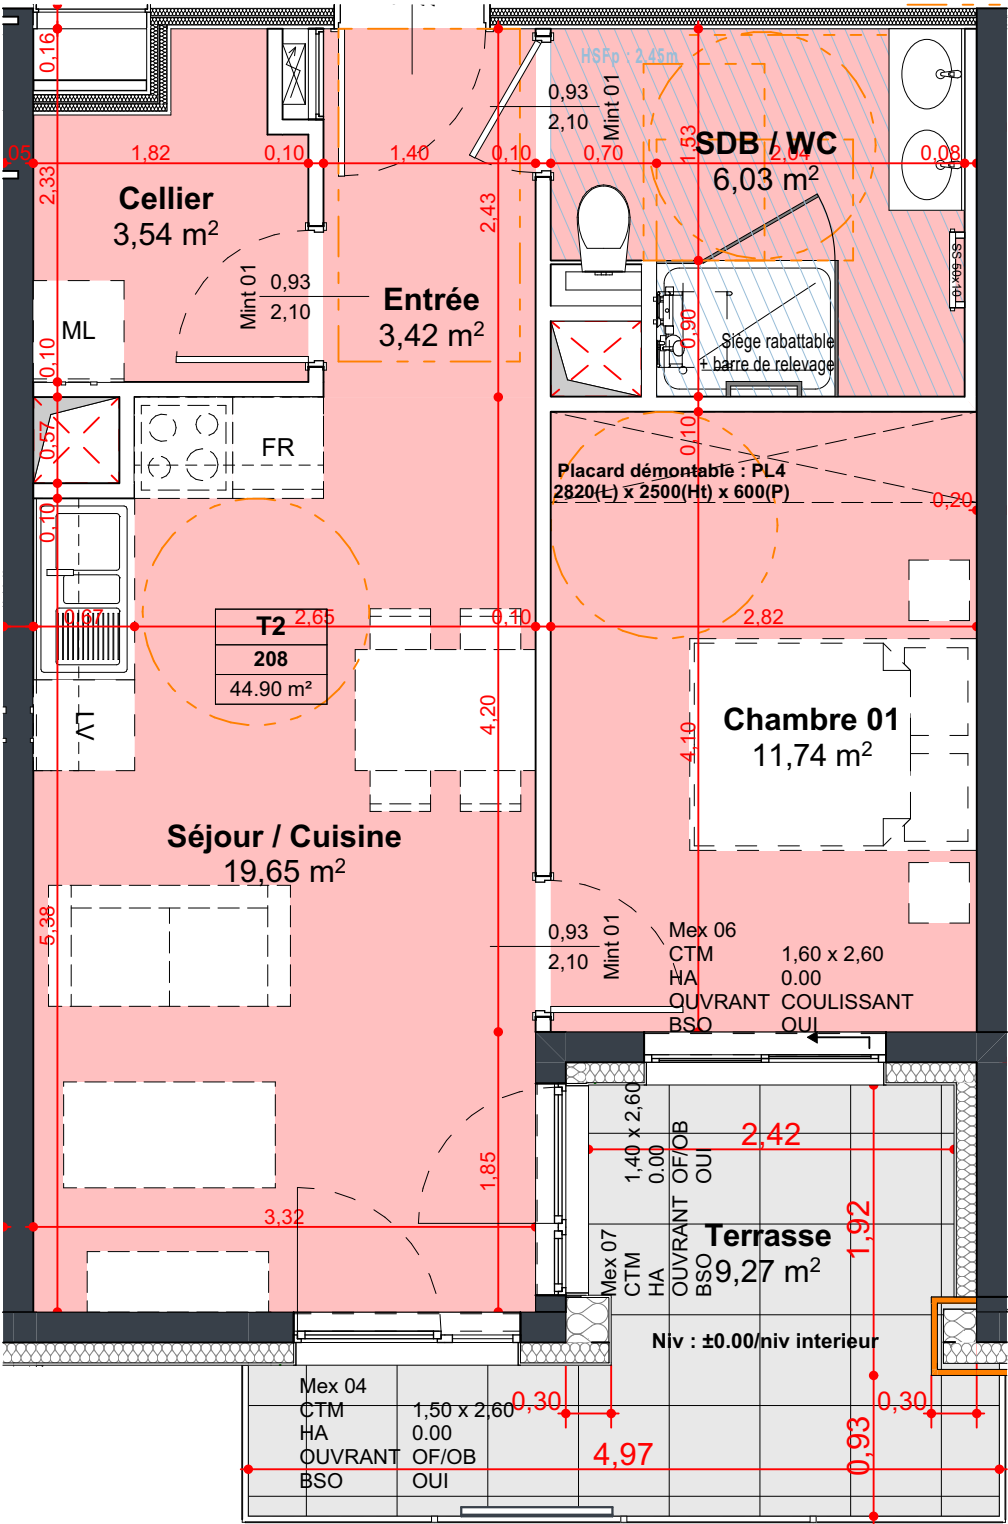 0,16
HSFp : 2,45m
0,93
2,10
Mint 01
1,53
SDB / WC
6,03 m²
,05
1,82
0,10
1,40
0,10
0,70
2,04
0,08
2,33
Cellier
3,54 m²
2,43
SS 50x10
Mint 01
0,93
2,10
Entrée
3,42 m²
ML
0,10
0,90
Siège rabattable
+ barre de relevage
0,57
FR
0,10
Placard démontable : PL4
2820(L) x 2500(Ht) x 600(P)
0,20
0,10
0,67
2,65
0,10
2,82
T2
208
44.90 m²
LV
4,20
4,10
Chambre 01
11,74 m²
Séjour / Cuisine
19,65 m²
5,38
0,93
2,10
Mint 01
Mex 06
CTM 1,60 x 2,60
HA 0.00
OUVRANT COULISSANT
BSO OUI
1,85
3,32
Mex 07
CTM 1,40 x 2,60
HA 0.00
OUVRANT OF/OB
BSO OUI
2,42
1,92
Terrasse
9,27 m²
Niv : ±0.00/niv interieur
Mex 04
CTM 1,50 x 2,60
HA 0.00
OUVRANT OF/OB
BSO OUI
0,30
0,30
4,97
0,93